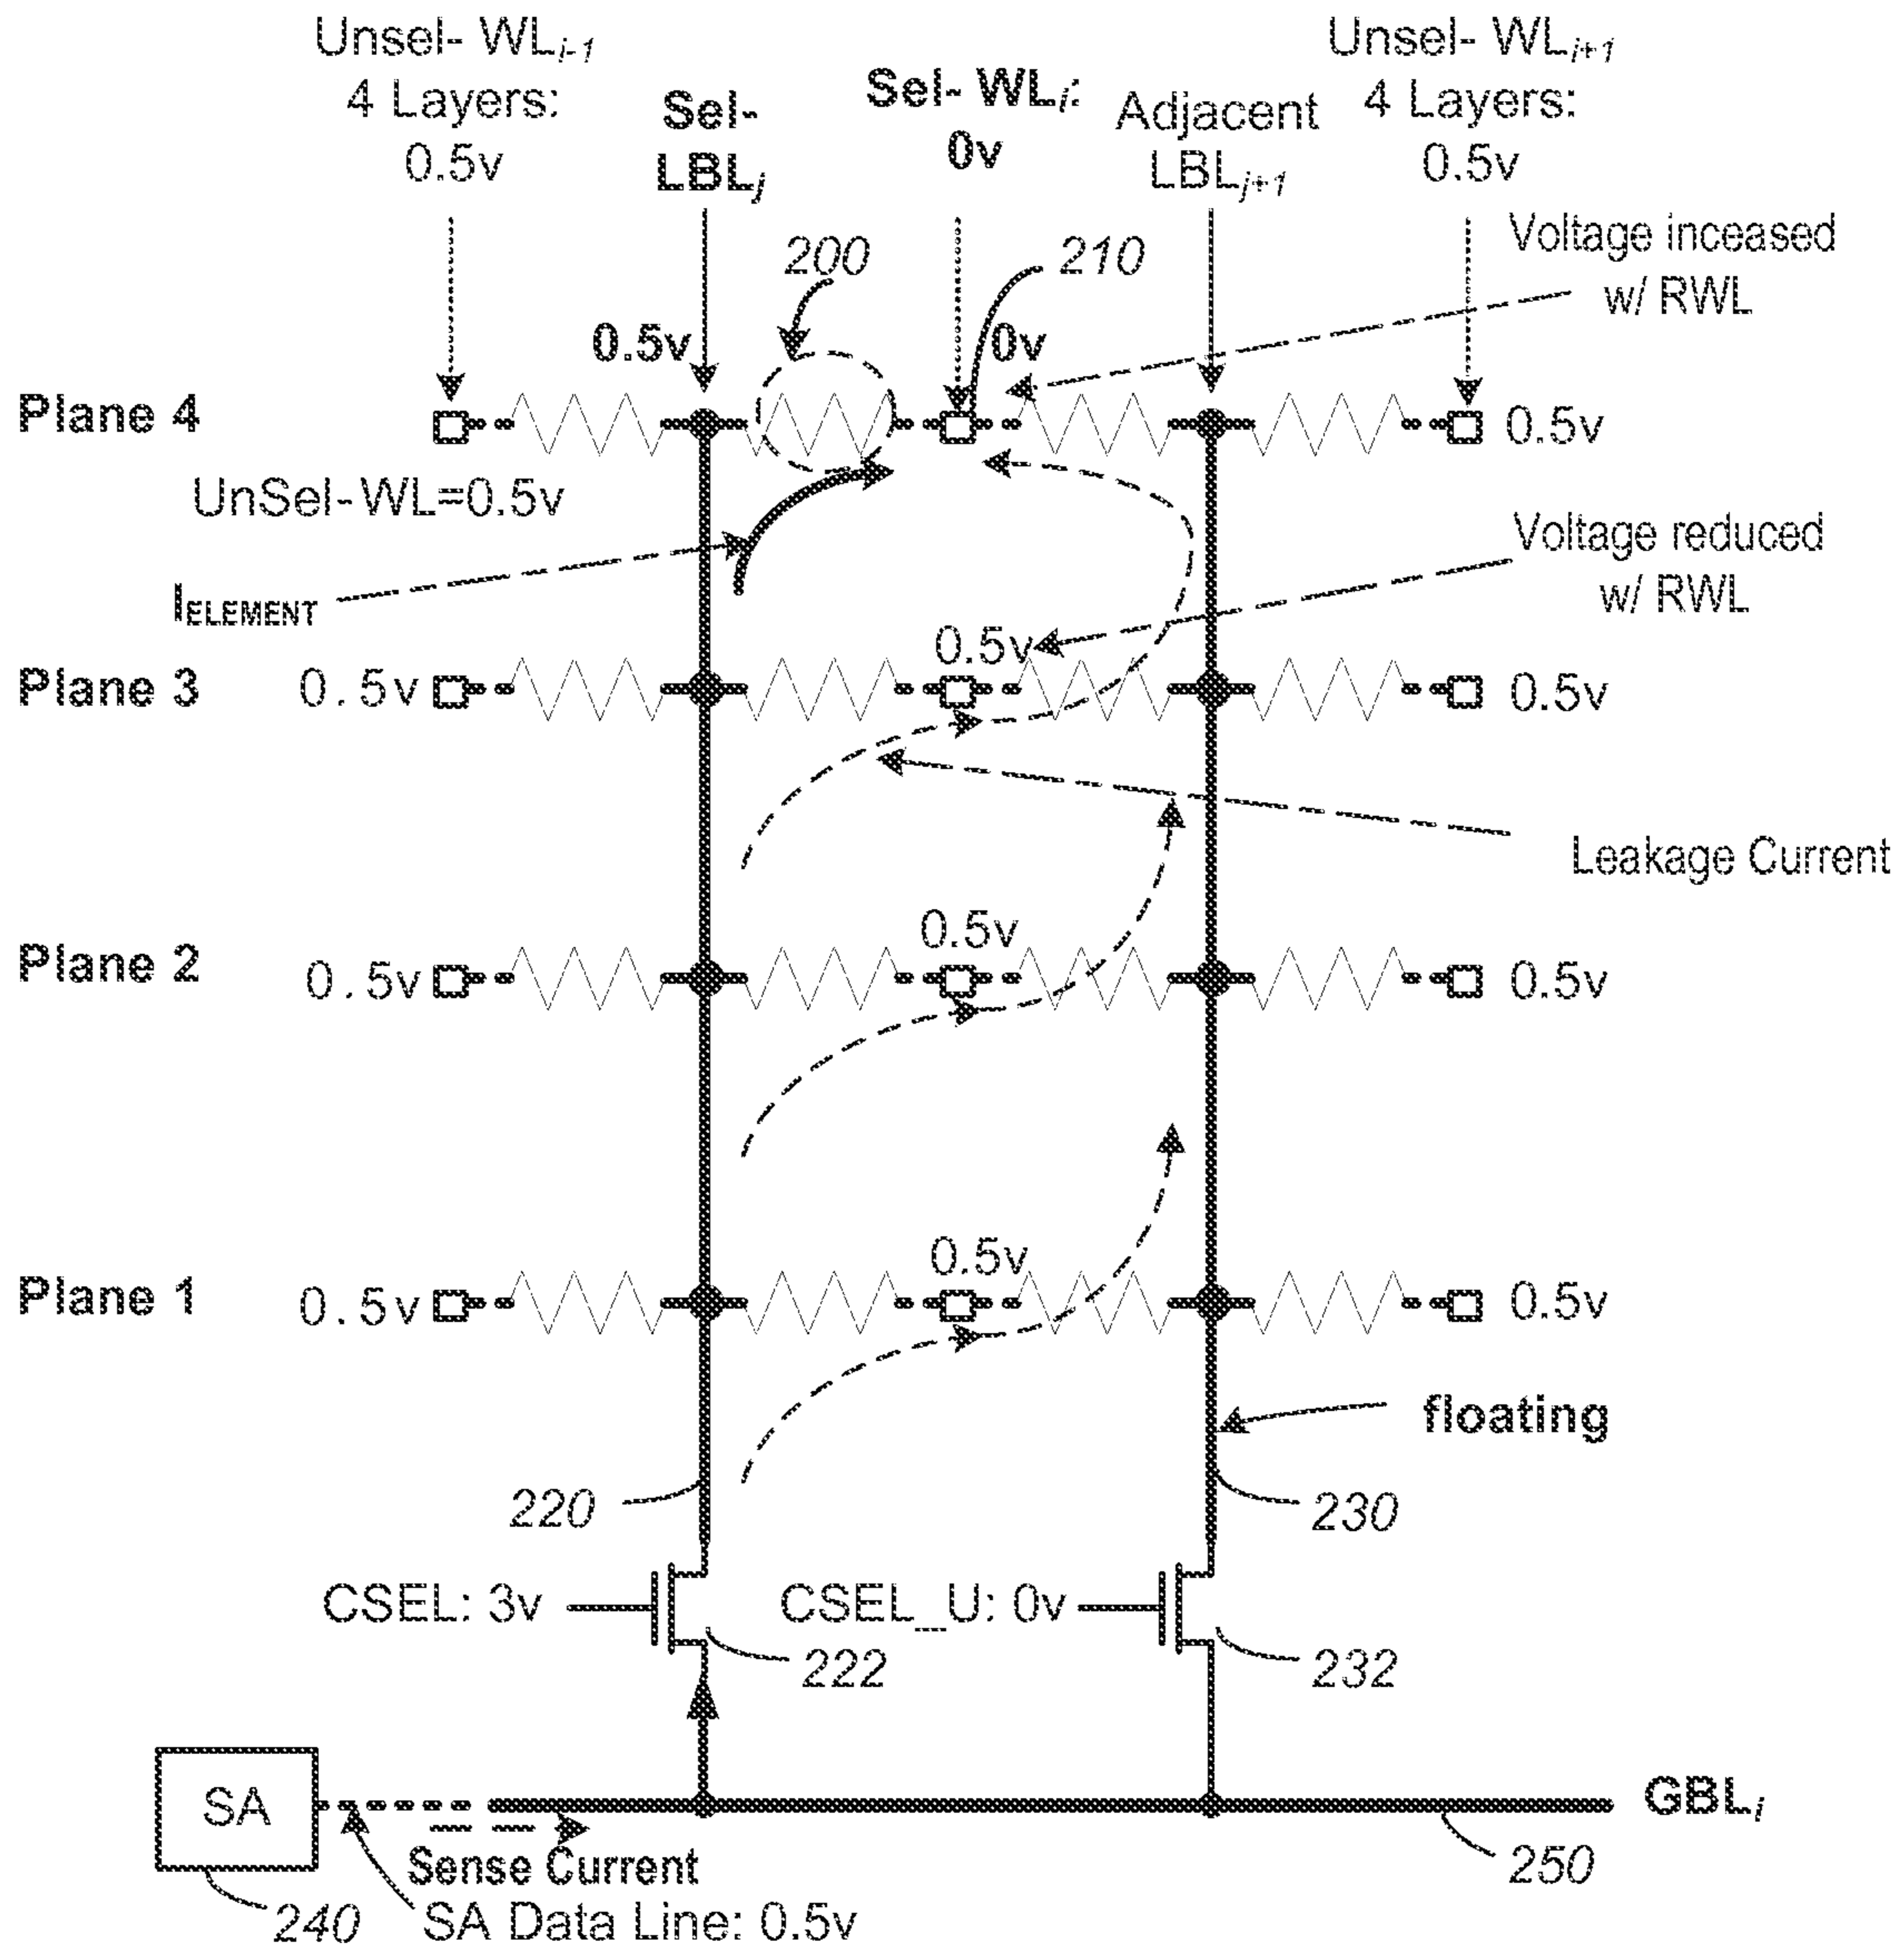 Unsel- WLi-1
4 Layers:
0.5v
Sel-
LBLj
Sel- WLi:
0v
Adjacent
LBLj+1
Unsel- WLi+1
4 Layers:
0.5v
Voltage inceased
w/ RWL
200
210
0.5v
0v
Plane 4
0.5v
UnSel-WL=0.5v
IELEMENT
Voltage reduced
w/ RWL
0.5v
Plane 3
0.5v
0.5v
Leakage Current
0.5v
Plane 2
0.5v
0.5v
0.5v
Plane 1
0.5v
0.5v
floating
220
230
CSEL: 3v
CSEL_U: 0v
222
232
SA
GBLi
Sense Current
250
240
SA Data Line: 0.5v